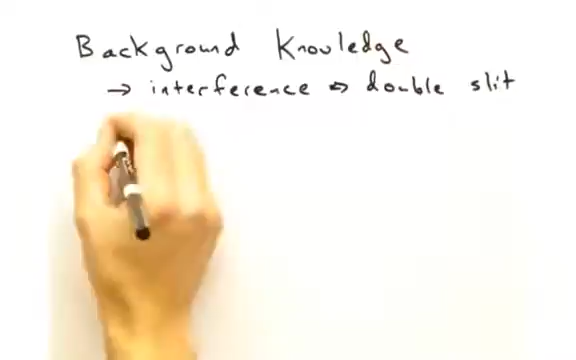 Background Knowledge
→ interference ↔ double slit